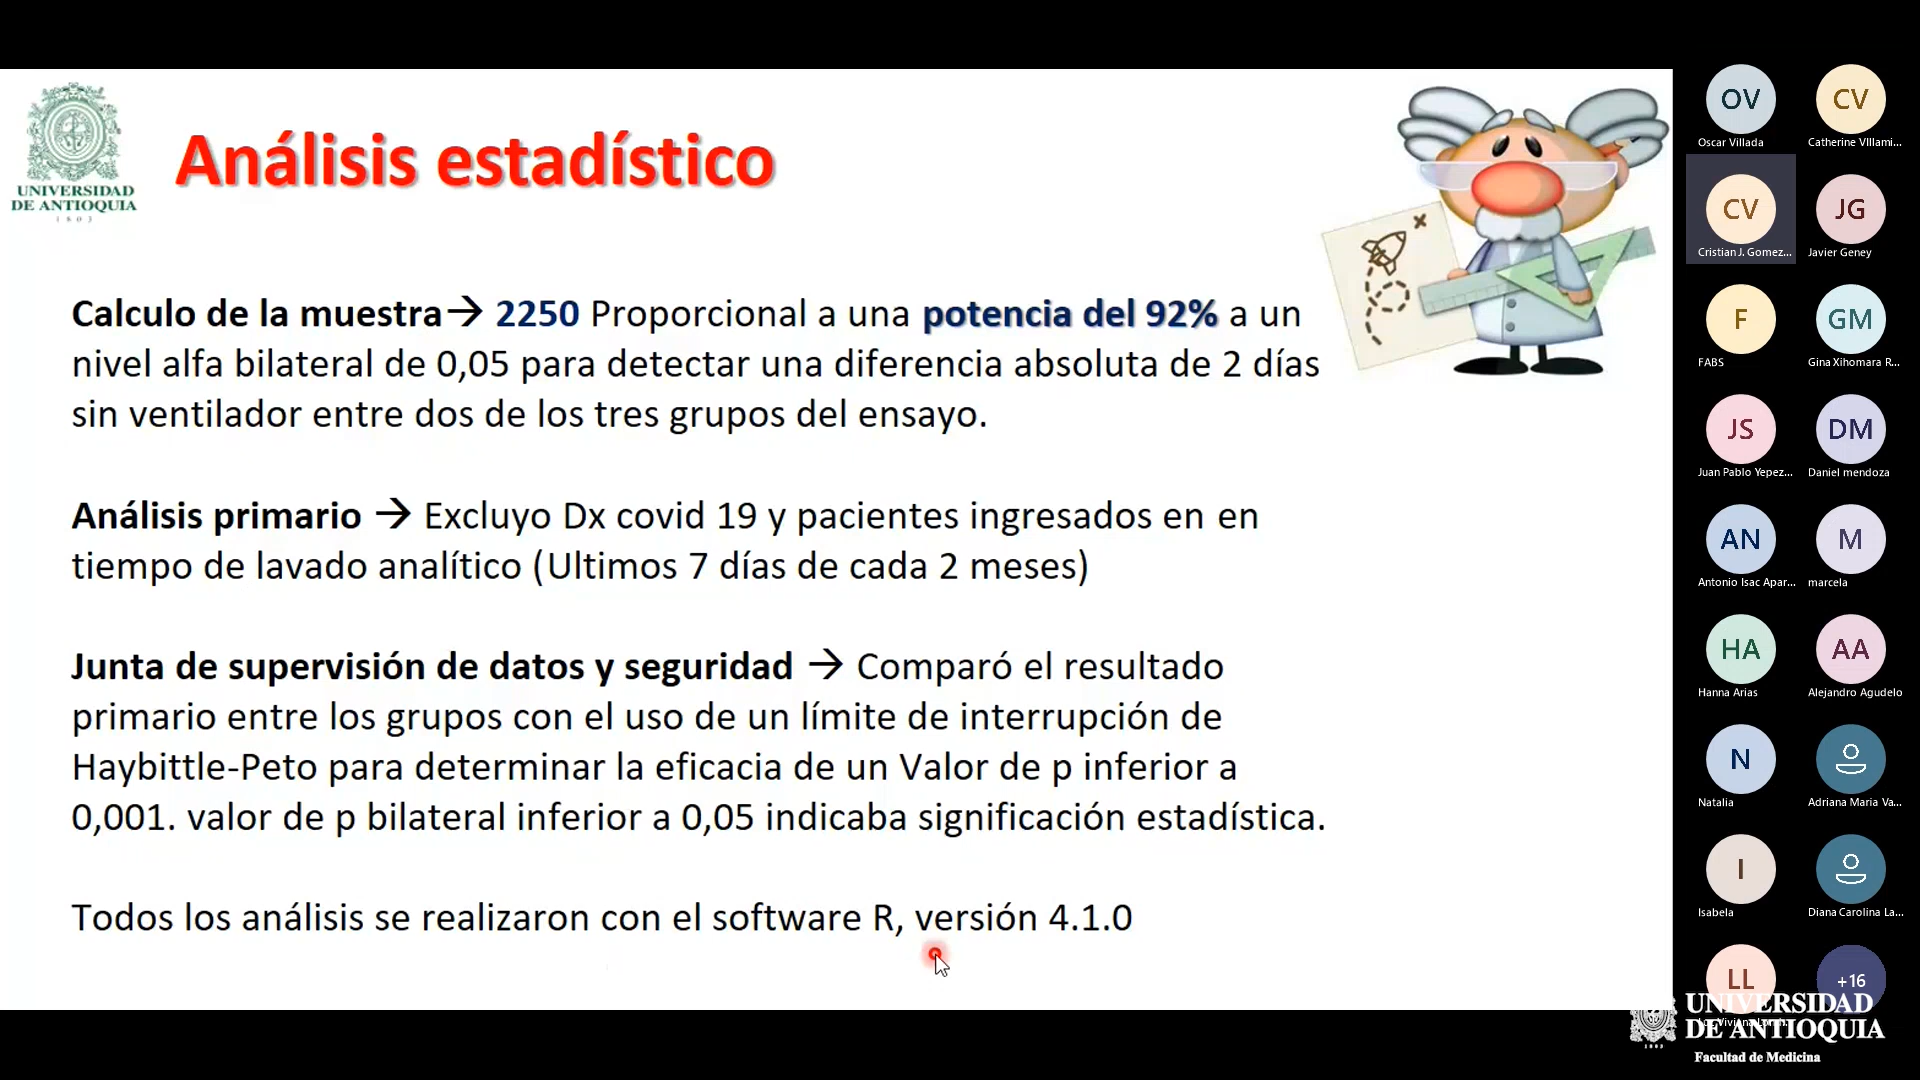 UNIVERSIDAD
DE ANTIOQUIA
1803
Análisis estadístico
Calculo de la muestra→ 2250 Proporcional a una potencia del 92% a un
nivel alfa bilateral de 0,05 para detectar una diferencia absoluta de 2 días
sin ventilador entre dos de los tres grupos del ensayo.
Análisis primario → Excluyo Dx covid 19 y pacientes ingresados en en
tiempo de lavado analítico (Ultimos 7 días de cada 2 meses)
Junta de supervisión de datos y seguridad → Comparó el resultado
primario entre los grupos con el uso de un límite de interrupción de
Haybittle-Peto para determinar la eficacia de un Valor de p inferior a
0,001. valor de p bilateral inferior a 0,05 indicaba significación estadística.
Todos los análisis se realizaron con el software R, versión 4.1.0
OV CV
Oscar Villada Catherine VIllami...
CV JG
Cristian J. Gomez... Javier Geney
F GM
FABS Gina Xihomara R...
JS DM
Juan Pablo Yepez... Daniel mendoza
AN M
Antonio Isac Apar... marcela
HA AA
Hanna Arias Alejandro Agudelo
N
Natalia Adriana Maria Va...
I
Isabela Diana Carolina La...
LL +16
UNIVERSIDAD
DE ANTIOQUIA
1803
Facultad de Medicina